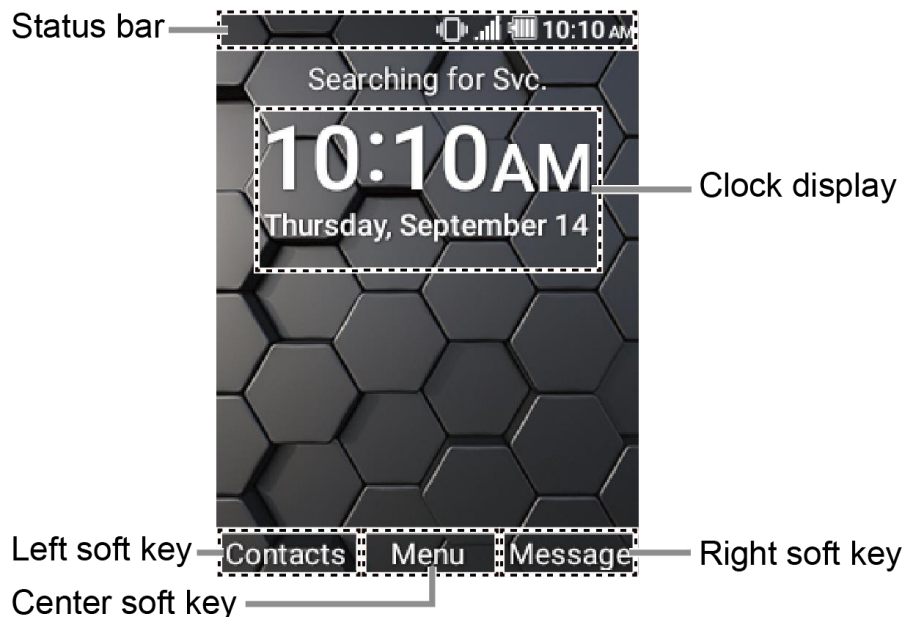 Status bar
10:10 AM
Searching for Svc.
10:10AM
Thursday, September 14
Clock display
Left soft key
Contacts
Menu
Message
Right soft key
Center soft key